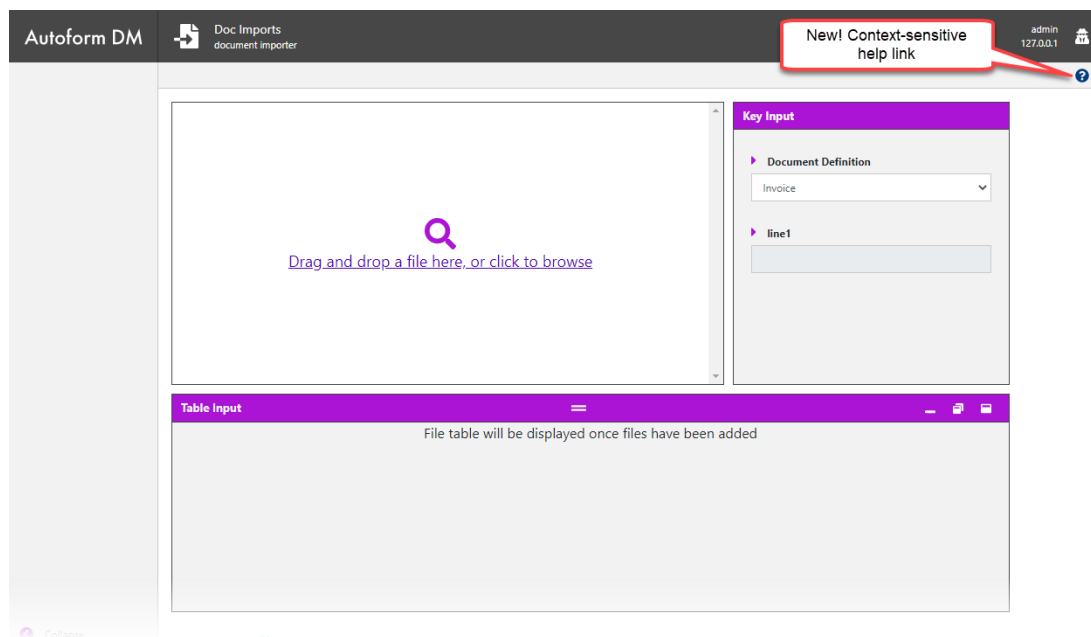 Autoform DM
Doc Imports
document importer
New! Context-sensitive
help link
admin
127.0.0.1
Key Input
Document Definition
Invoice
line1
Drag and drop a file here, or click to browse
Table Input
File table will be displayed once files have been added
Collapse